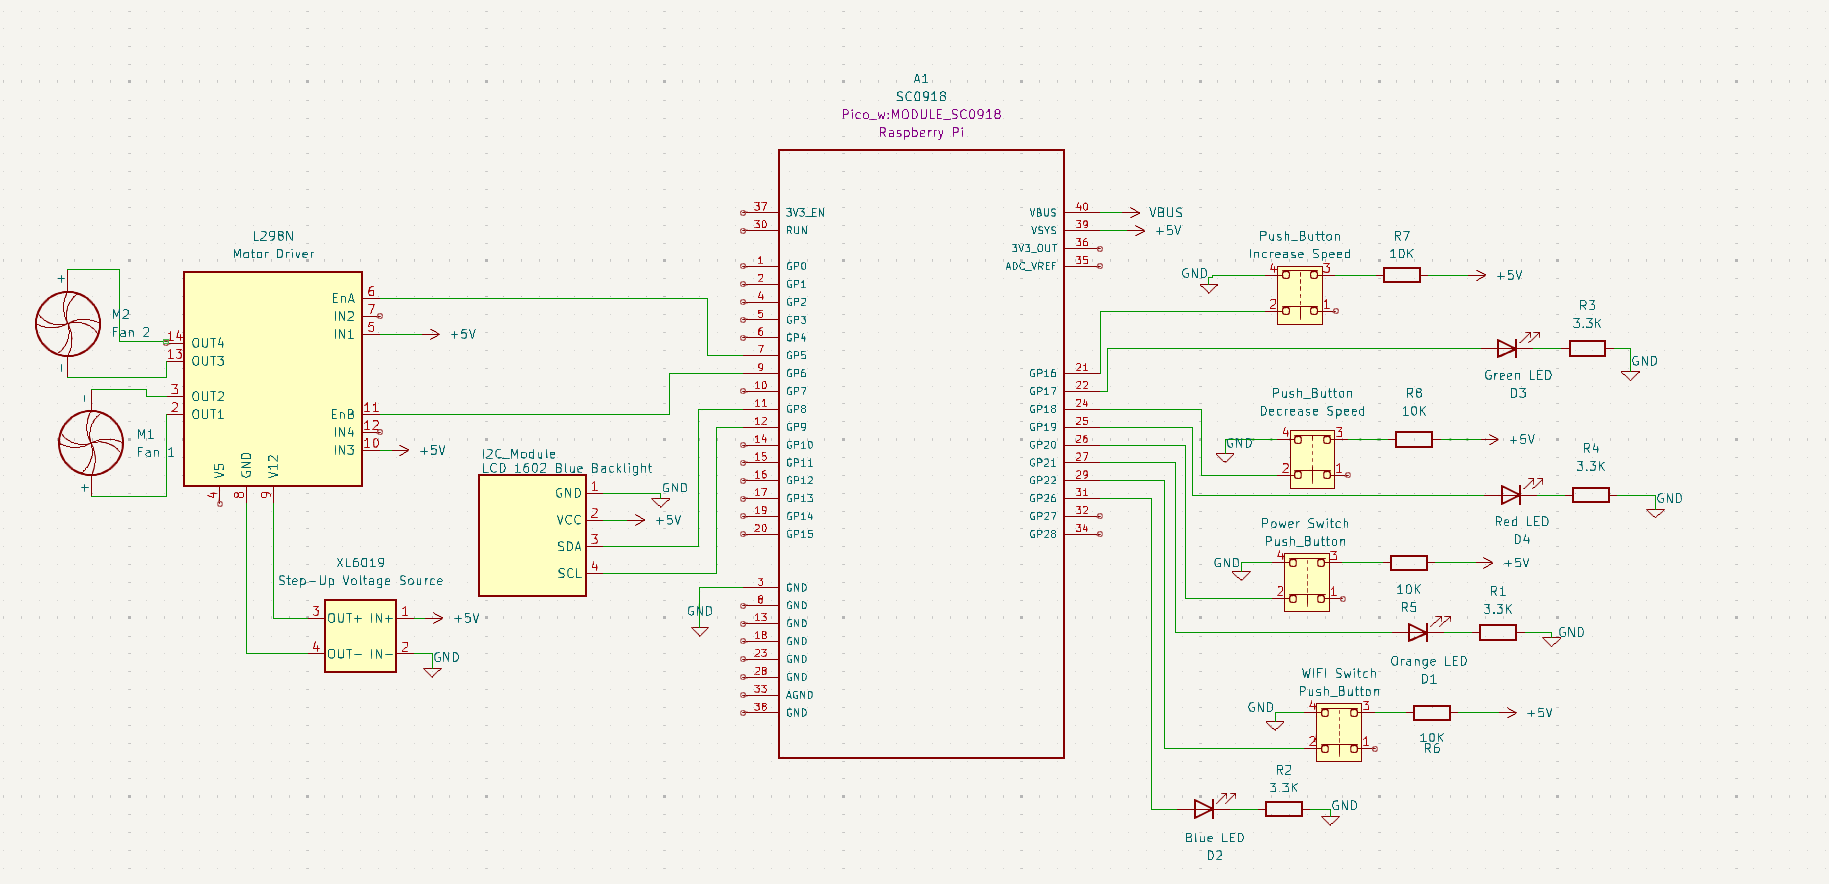 A1
SC0918
Pico_w:MODULE_SC0918
Raspberry Pi
37 3V3_EN
30 RUN
1 GP0
2 GP1
4 GP2
5 GP3
6 GP4
7 GP5
9 GP6
10 GP7
11 GP8
12 GP9
14 GP10
15 GP11
16 GP12
17 GP13
19 GP14
20 GP15
3 GND
8 GND
13 GND
18 GND
23 GND
28 GND
33 AGND
38 GND
GND
VBUS 40 VBUS
VSYS 39 +5V
3V3_OUT 36
ADC_VREF 35
GP16 21
GP17 22
GP18 24
GP19 25
GP20 26
GP21 27
GP22 29
GP26 31
GP27 32
GP28 34
L298N
Motor Driver
EnA 6
IN2 7
IN1 5 +5V
14 OUT4
13 OUT3
3 OUT2
2 OUT1
EnB 11
IN4 12
IN3 10 +5V
V5 GND V12
4 8 9
+
M2
Fan 2
-
-
M1
Fan 1
+
XL6019
Step-Up Voltage Source
3 OUT+ IN+ 1 +5V
4 OUT- IN- 2 GND
I2C_Module
LCD 1602 Blue Backlight
GND 1 GND
VCC 2 +5V
SDA 3
SCL 4
Push_Button
Increase Speed
GND 4 3
2 1
R7
10K
+5V
R3
3.3K
GND
Green LED
D3
Push_Button
Decrease Speed
GND 4 3
2 1
R8
10K
+5V
R4
3.3K
GND
Red LED
D4
Power Switch
Push_Button
GND 4 3
2 1
+5V
10K
R5
R1
3.3K
GND
Orange LED
D1
WIFI Switch
Push_Button
GND 4 3
2 1
+5V
10K
R6
R2
3.3K
GND
Blue LED
D2